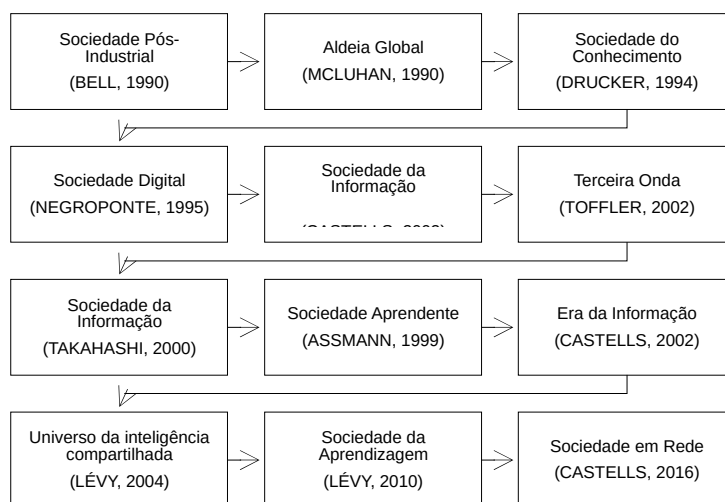 Sociedade Pós-
Industrial
(BELL, 1990)
Aldeia Global
(MCLUHAN, 1990)
Sociedade do
Conhecimento
(DRUCKER, 1994)
Sociedade Digital
(NEGROPONTE, 1995)
Sociedade da
Informação
Terceira Onda
(TOFFLER, 2002)
Sociedade da
Informação
(TAKAHASHI, 2000)
Sociedade Aprendente
(ASSMANN, 1999)
Era da Informação
(CASTELLS, 2002)
Universo da inteligência
compartilhada
(LÉVY, 2004)
Sociedade da
Aprendizagem
(LÉVY, 2010)
Sociedade em Rede
(CASTELLS, 2016)